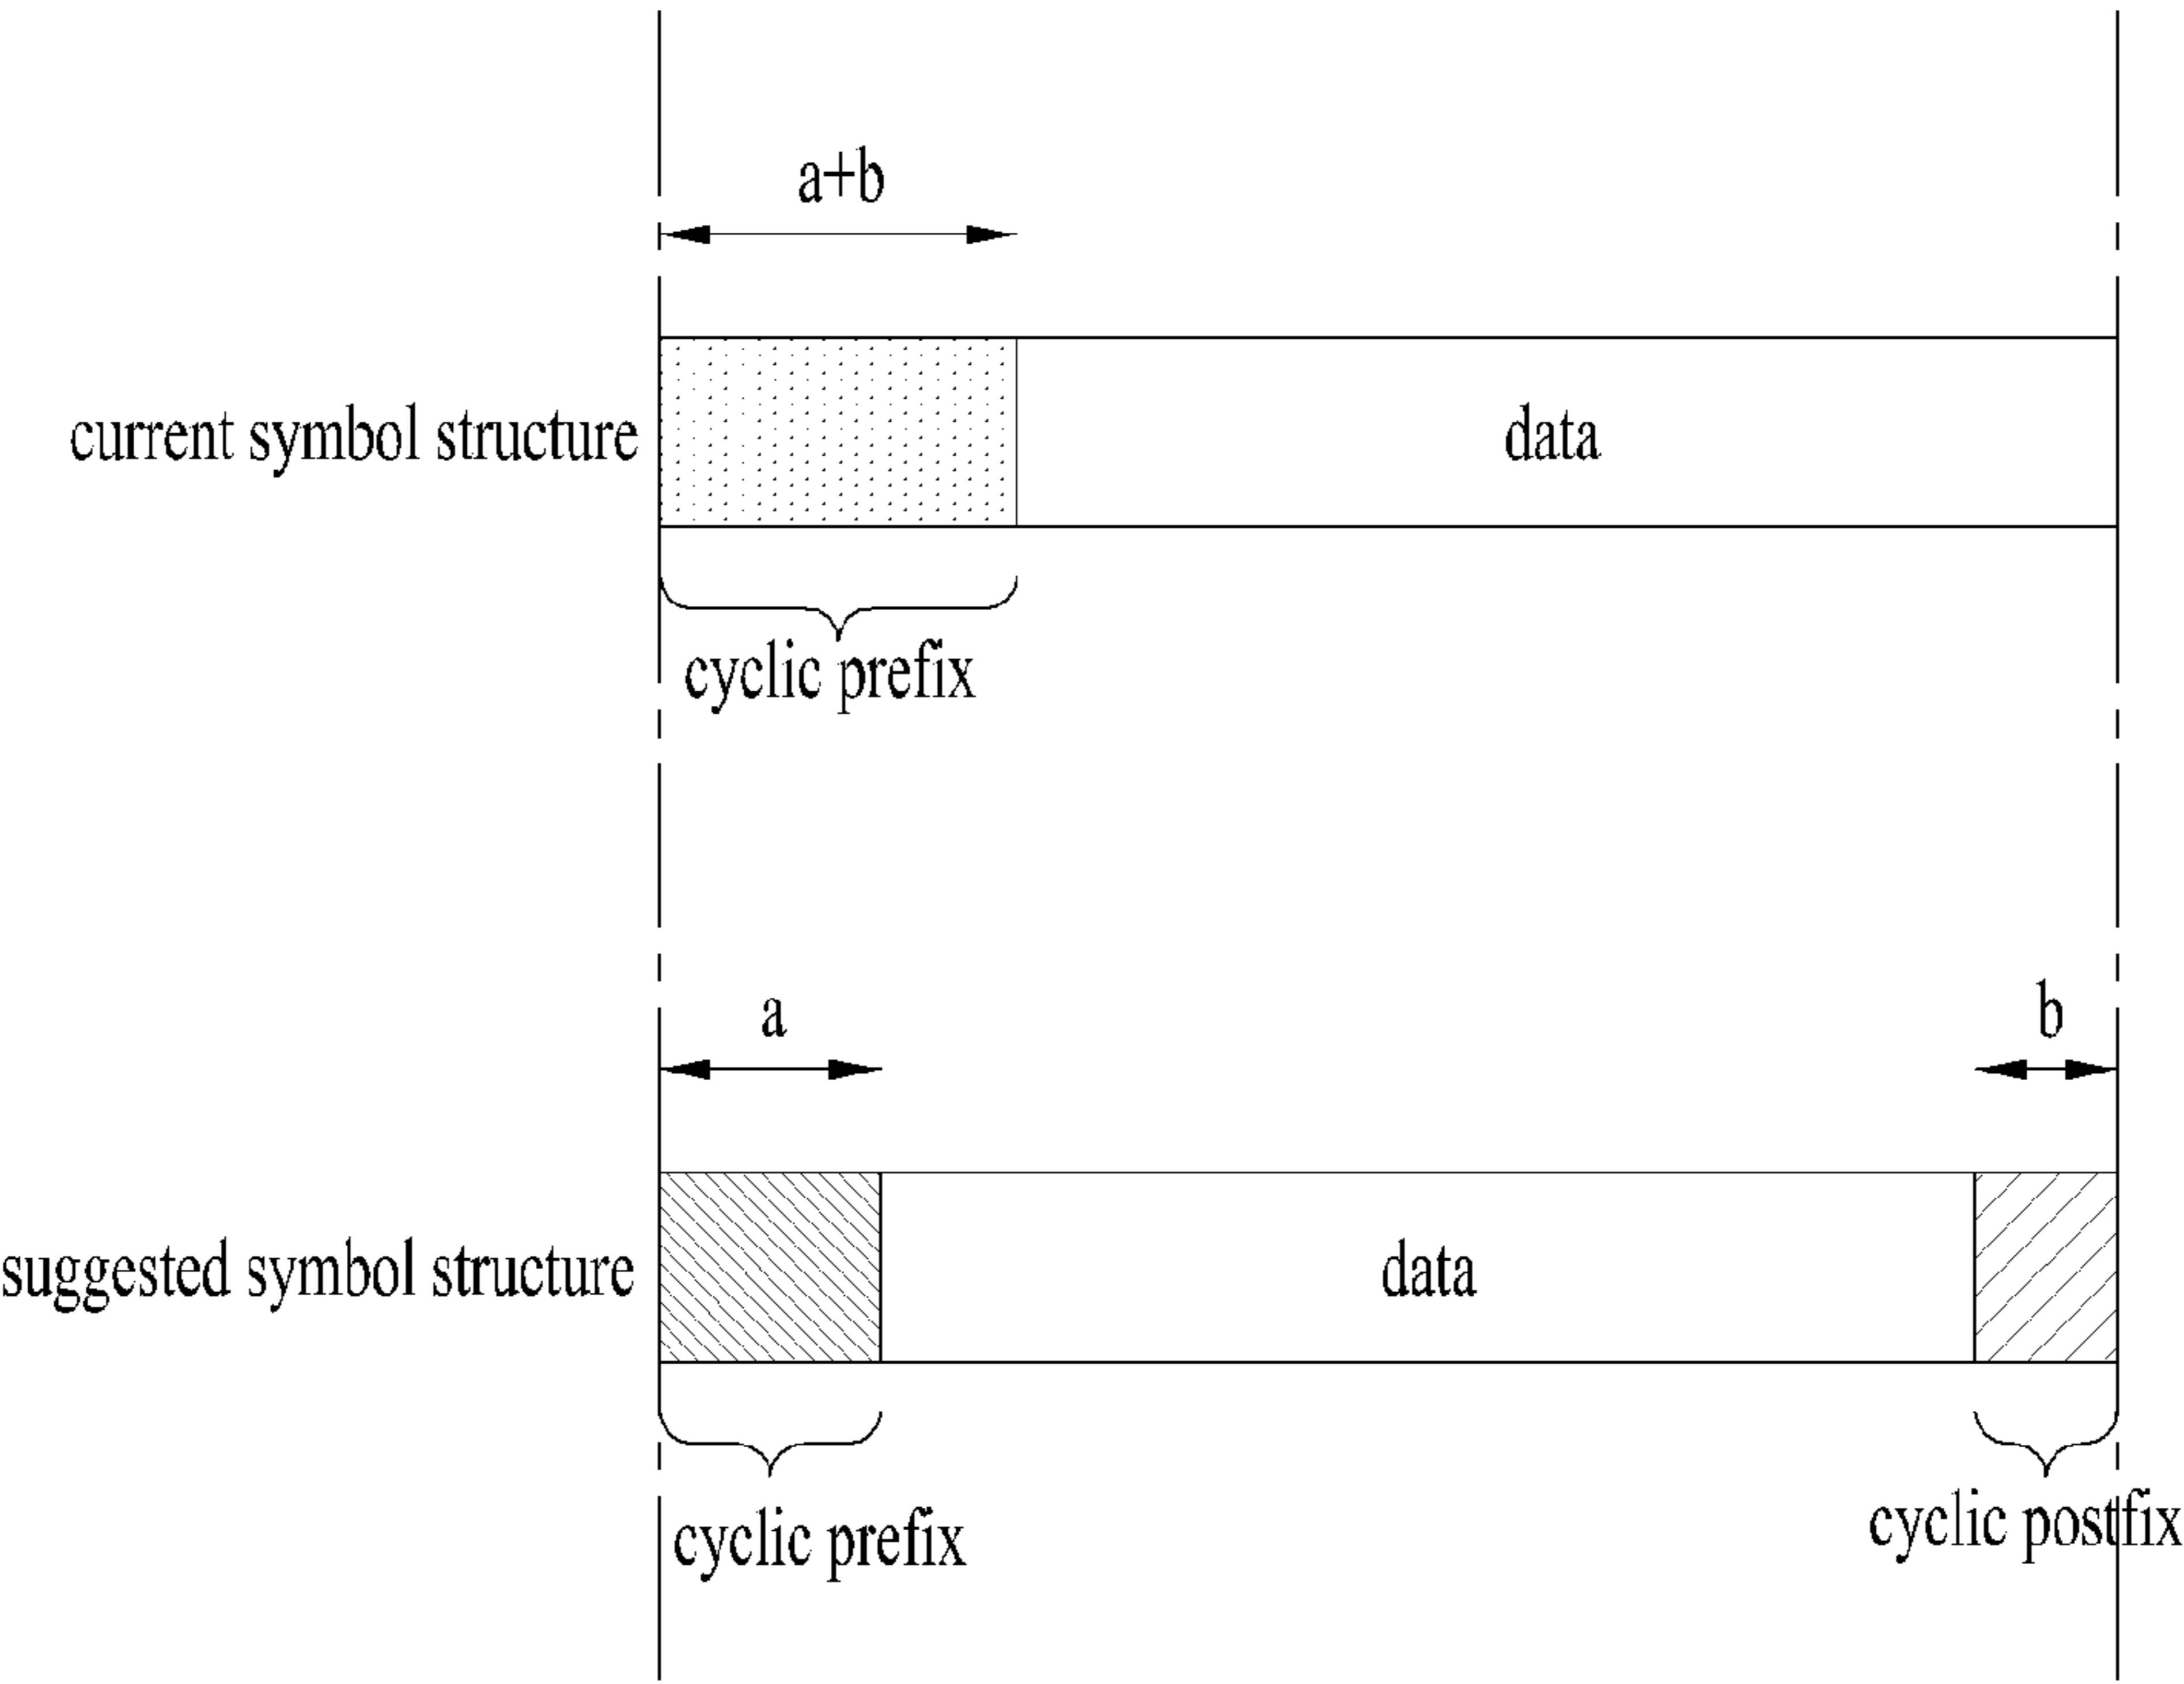 a+b
current symbol structure
data
cyclic prefix
a
b
suggested symbol structure
data
cyclic prefix
cyclic postfix